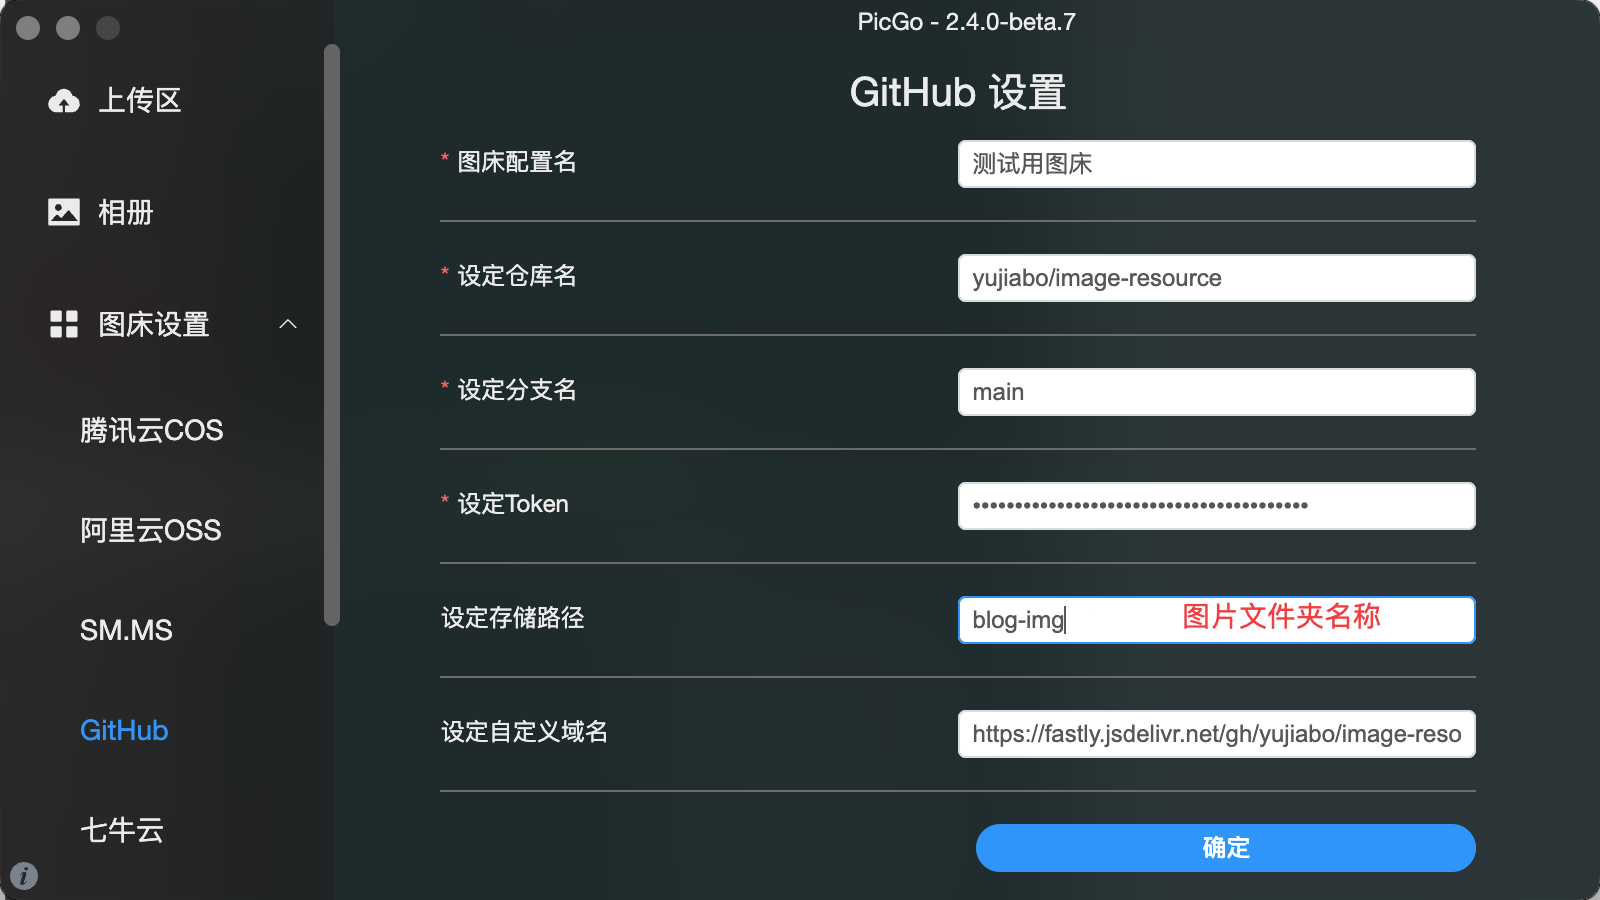 PicGo - 2.4.0-beta.7
上传区
相册
图床设置
腾讯云COS
阿里云OSS
SM.MS
GitHub
七牛云
GitHub 设置
* 图床配置名
测试用图床
* 设定仓库名
yujiabo/image-resource
* 设定分支名
main
* 设定Token
••••••••••••••••••••••••••••••••••••••••
设定存储路径
blog-img
图片文件夹名称
设定自定义域名
https://fastly.jsdelivr.net/gh/yujiabo/image-reso
确定